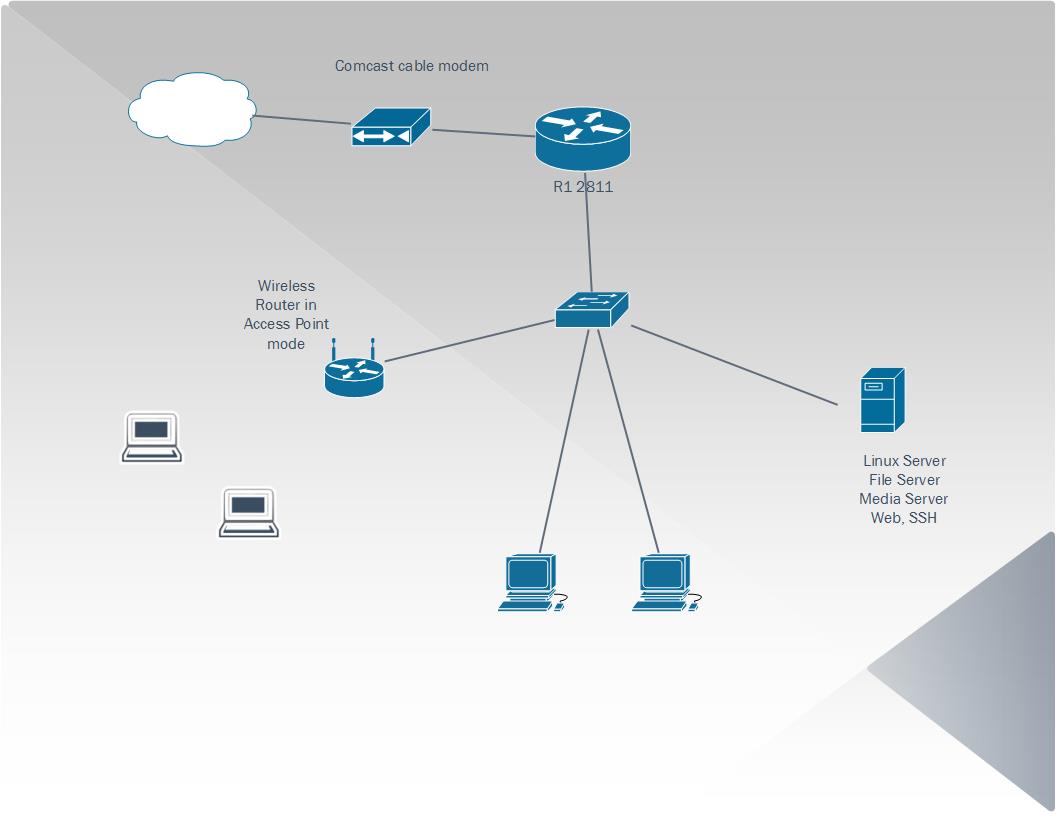 Comcast cable modem
R1 2811
Wireless
Router in
Access Point
mode
Linux Server
File Server
Media Server
Web, SSH